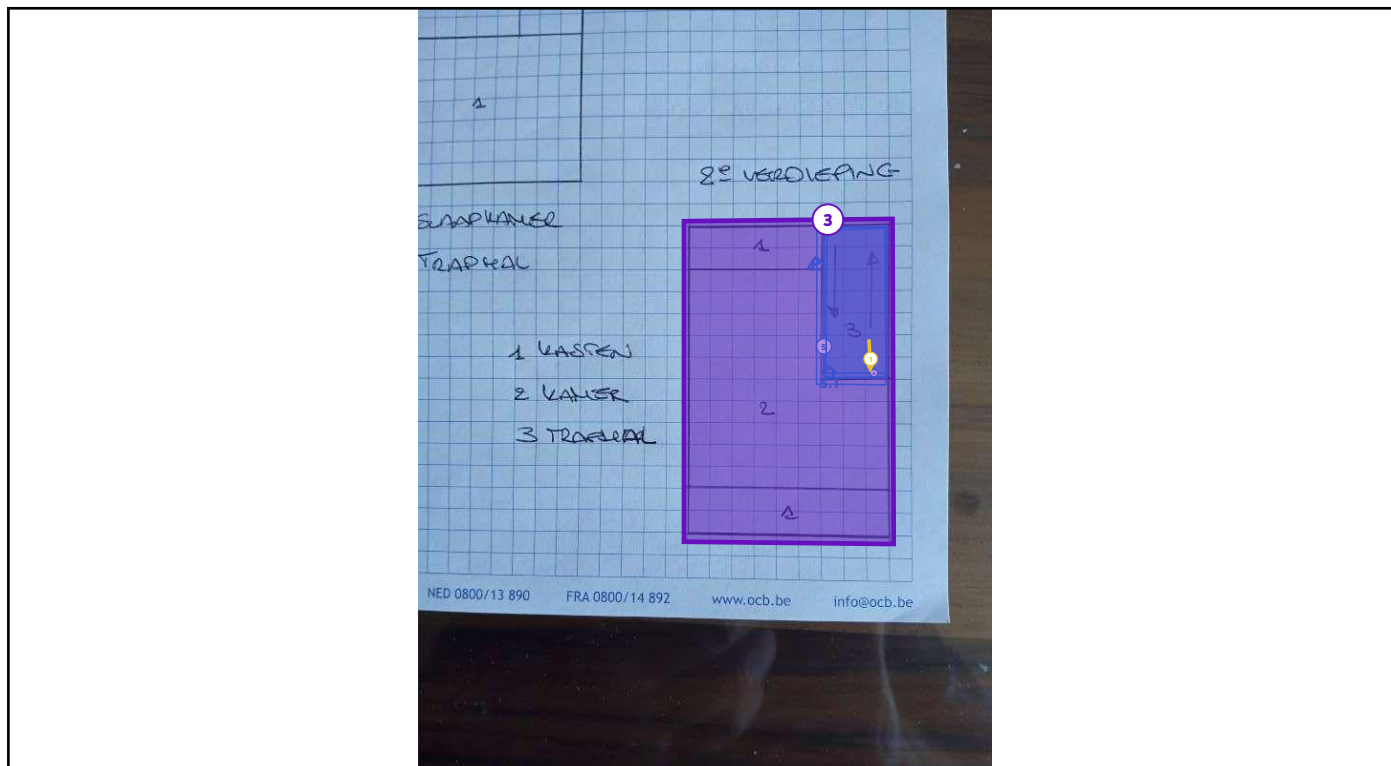 1
2e VERDIEPING
SLAAPKAMER
TRAPHAL
3
1
3
1 KASTEN
2 KAMER
3 TRAPHAL
2
1
NED 0800/13 890 FRA 0800/14 892 www.ocb.be info@ocb.be